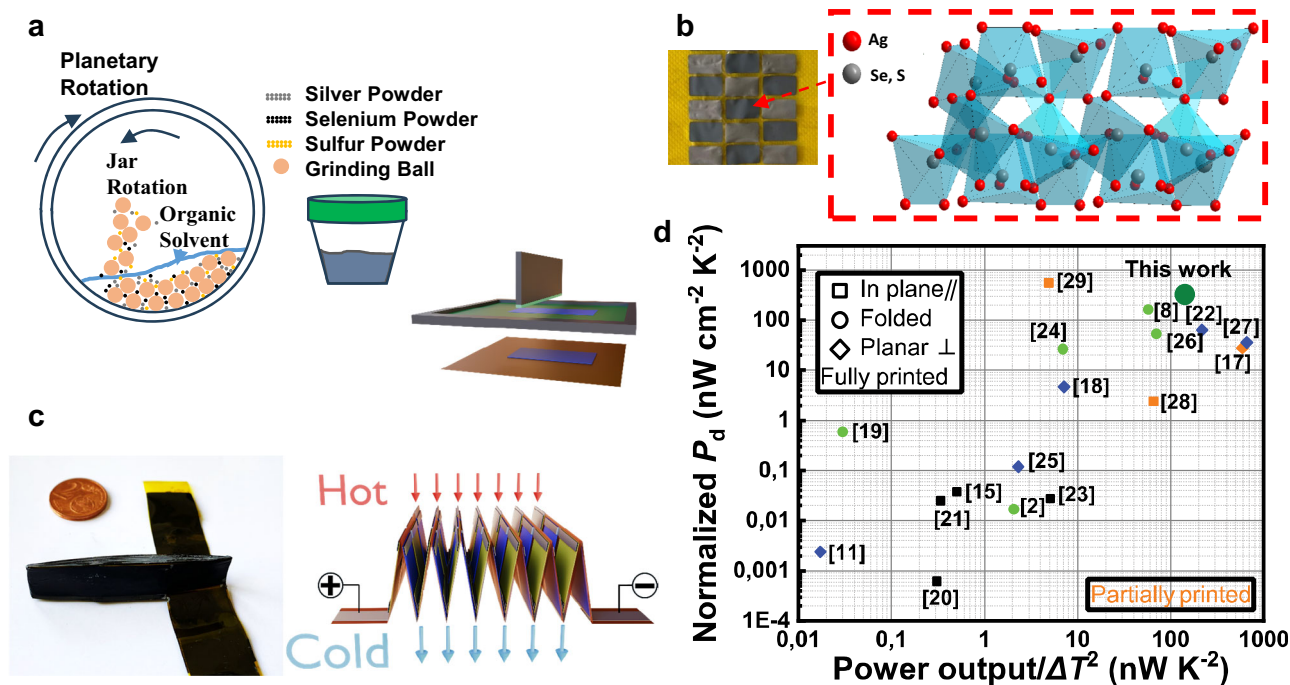 a
Planetary
Rotation
Jar
Rotation
Organic
Solvent
Silver Powder
Selenium Powder
Sulfur Powder
Grinding Ball
b
Ag
Se, S
c
Hot
+
−
Cold
d
Normalized Pd (nW cm-2 K-2)
1000
100
10
1
0,1
0,01
0,001
1E-4
In plane//
Folded
Planar ⊥
Fully printed
This work
[29]
[8]
[22]
[27]
[24]
[26]
[17]
[18]
[28]
[19]
[25]
[15]
[23]
[21]
[2]
[11]
[20]
Partially printed
0,01
0,1
1
10
100
1000
Power output/ΔT2 (nW K-2)